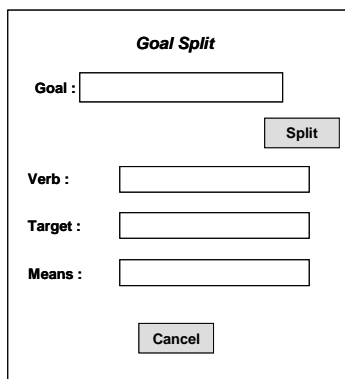 Goal Split
Goal :
Split
Verb :
Target :
Means :
Cancel